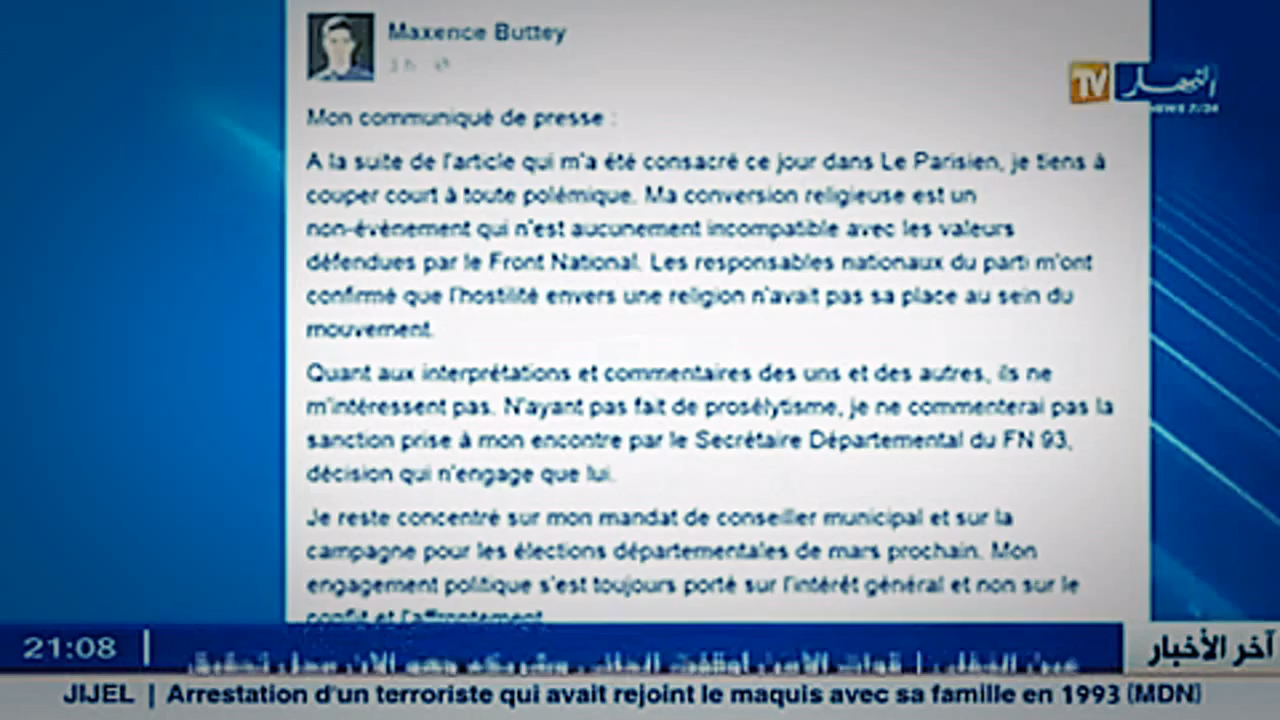 Maxence Buttey
Mon communiqué de presse :
A la suite de l'article qui m'a été consacré ce jour dans Le Parisien, je tiens à
couper court à toute polémique. Ma conversion religieuse est un
non-évènement qui n'est aucunement incompatible avec les valeurs
défendues par le Front National. Les responsables nationaux du parti m'ont
confirmé que l'hostilité envers une religion n'avait pas sa place au sein du
mouvement.
Quant aux interprétations et commentaires des uns et des autres, ils ne
m'intéressent pas. N'ayant pas fait de prosélytisme, je ne commenterai pas la
sanction prise à mon encontre par le Secrétaire Départemental du FN 93,
décision qui n'engage que lui.
Je reste concentré sur mon mandat de conseiller municipal et sur la
campagne pour les élections départementales de mars prochain. Mon
engagement politique s'est toujours porté sur l'intérêt général et non sur le
conflit et l'affrontement
TV النهار
NEWS 7/24
21:08
آخر الأخبار
JIJEL | Arrestation d'un terroriste qui avait rejoint le maquis avec sa famille en 1993 (MDN)